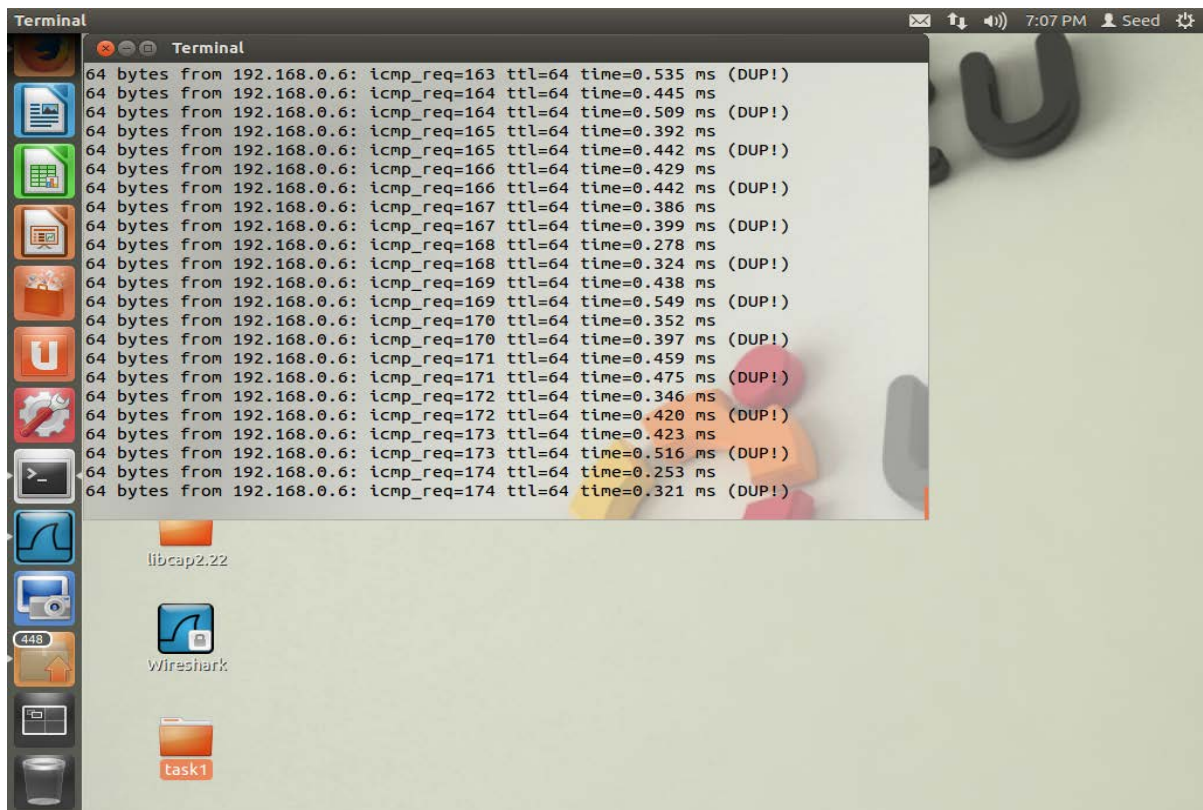 Terminal
7:07 PM Seed
Terminal
64 bytes from 192.168.0.6: icmp_req=163 ttl=64 time=0.535 ms (DUP!)
64 bytes from 192.168.0.6: icmp_req=164 ttl=64 time=0.445 ms
64 bytes from 192.168.0.6: icmp_req=164 ttl=64 time=0.509 ms (DUP!)
64 bytes from 192.168.0.6: icmp_req=165 ttl=64 time=0.392 ms
64 bytes from 192.168.0.6: icmp_req=165 ttl=64 time=0.442 ms (DUP!)
64 bytes from 192.168.0.6: icmp_req=166 ttl=64 time=0.429 ms
64 bytes from 192.168.0.6: icmp_req=166 ttl=64 time=0.442 ms (DUP!)
64 bytes from 192.168.0.6: icmp_req=167 ttl=64 time=0.386 ms
64 bytes from 192.168.0.6: icmp_req=167 ttl=64 time=0.399 ms (DUP!)
64 bytes from 192.168.0.6: icmp_req=168 ttl=64 time=0.278 ms
64 bytes from 192.168.0.6: icmp_req=168 ttl=64 time=0.324 ms (DUP!)
64 bytes from 192.168.0.6: icmp_req=169 ttl=64 time=0.438 ms
64 bytes from 192.168.0.6: icmp_req=169 ttl=64 time=0.549 ms (DUP!)
64 bytes from 192.168.0.6: icmp_req=170 ttl=64 time=0.352 ms
64 bytes from 192.168.0.6: icmp_req=170 ttl=64 time=0.397 ms (DUP!)
64 bytes from 192.168.0.6: icmp_req=171 ttl=64 time=0.459 ms
64 bytes from 192.168.0.6: icmp_req=171 ttl=64 time=0.475 ms (DUP!)
64 bytes from 192.168.0.6: icmp_req=172 ttl=64 time=0.346 ms
64 bytes from 192.168.0.6: icmp_req=172 ttl=64 time=0.420 ms (DUP!)
64 bytes from 192.168.0.6: icmp_req=173 ttl=64 time=0.423 ms
64 bytes from 192.168.0.6: icmp_req=173 ttl=64 time=0.516 ms (DUP!)
64 bytes from 192.168.0.6: icmp_req=174 ttl=64 time=0.253 ms
64 bytes from 192.168.0.6: icmp_req=174 ttl=64 time=0.321 ms (DUP!)
libcap2.22
Wireshark
448
task1